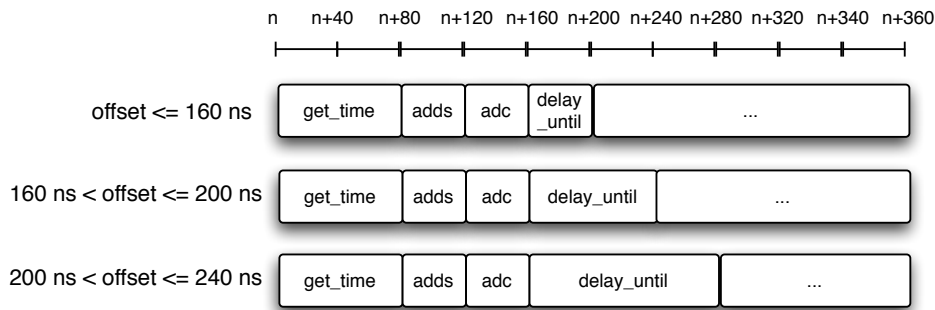 n n+40 n+80 n+120 n+160 n+200 n+240 n+280 n+320 n+340 n+360
offset <= 160 ns get_time adds adc delay _until ...
160 ns < offset <= 200 ns get_time adds adc delay_until ...
200 ns < offset <= 240 ns get_time adds adc delay_until ...